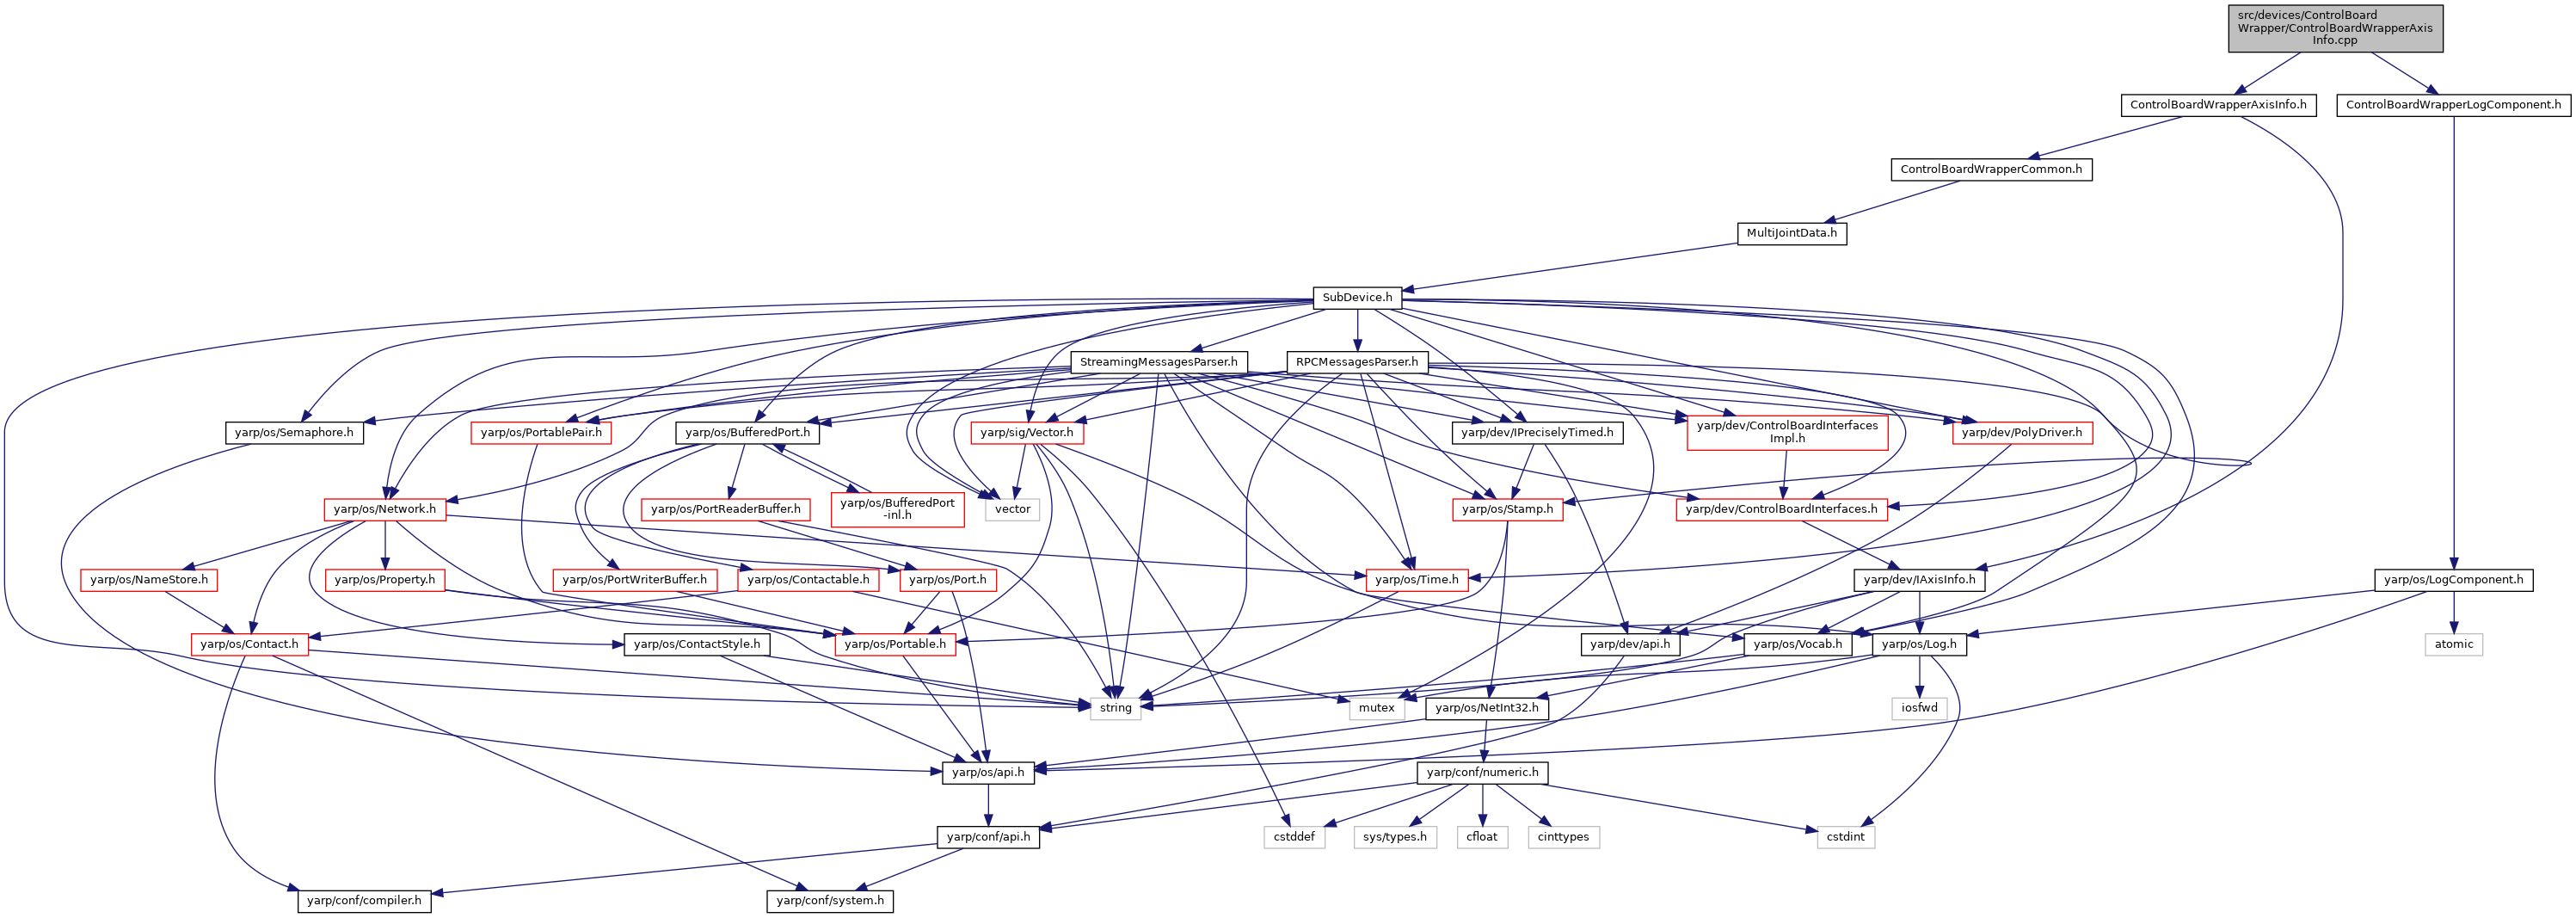 src/devices/ControlBoard
Wrapper/ControlBoardWrapperAxis
Info.cpp
ControlBoardWrapperAxisInfo.h
ControlBoardWrapperLogComponent.h
ControlBoardWrapperCommon.h
MultiJointData.h
SubDevice.h
StreamingMessagesParser.h
RPCMessagesParser.h
yarp/os/Semaphore.h
yarp/os/PortablePair.h
yarp/os/BufferedPort.h
yarp/sig/Vector.h
yarp/dev/IPreciselyTimed.h
yarp/dev/ControlBoardInterfaces
Impl.h
yarp/dev/PolyDriver.h
yarp/os/Network.h
yarp/os/PortReaderBuffer.h
yarp/os/BufferedPort
-inl.h
vector
yarp/os/Stamp.h
yarp/dev/ControlBoardInterfaces.h
yarp/os/NameStore.h
yarp/os/Property.h
yarp/os/PortWriterBuffer.h
yarp/os/Contactable.h
yarp/os/Port.h
yarp/os/Time.h
yarp/dev/IAxisInfo.h
yarp/os/LogComponent.h
yarp/os/Contact.h
yarp/os/ContactStyle.h
yarp/os/Portable.h
yarp/dev/api.h
yarp/os/Vocab.h
yarp/os/Log.h
atomic
string
mutex
yarp/os/NetInt32.h
iosfwd
yarp/os/api.h
yarp/conf/numeric.h
yarp/conf/api.h
cstddef
sys/types.h
cfloat
cinttypes
cstdint
yarp/conf/compiler.h
yarp/conf/system.h